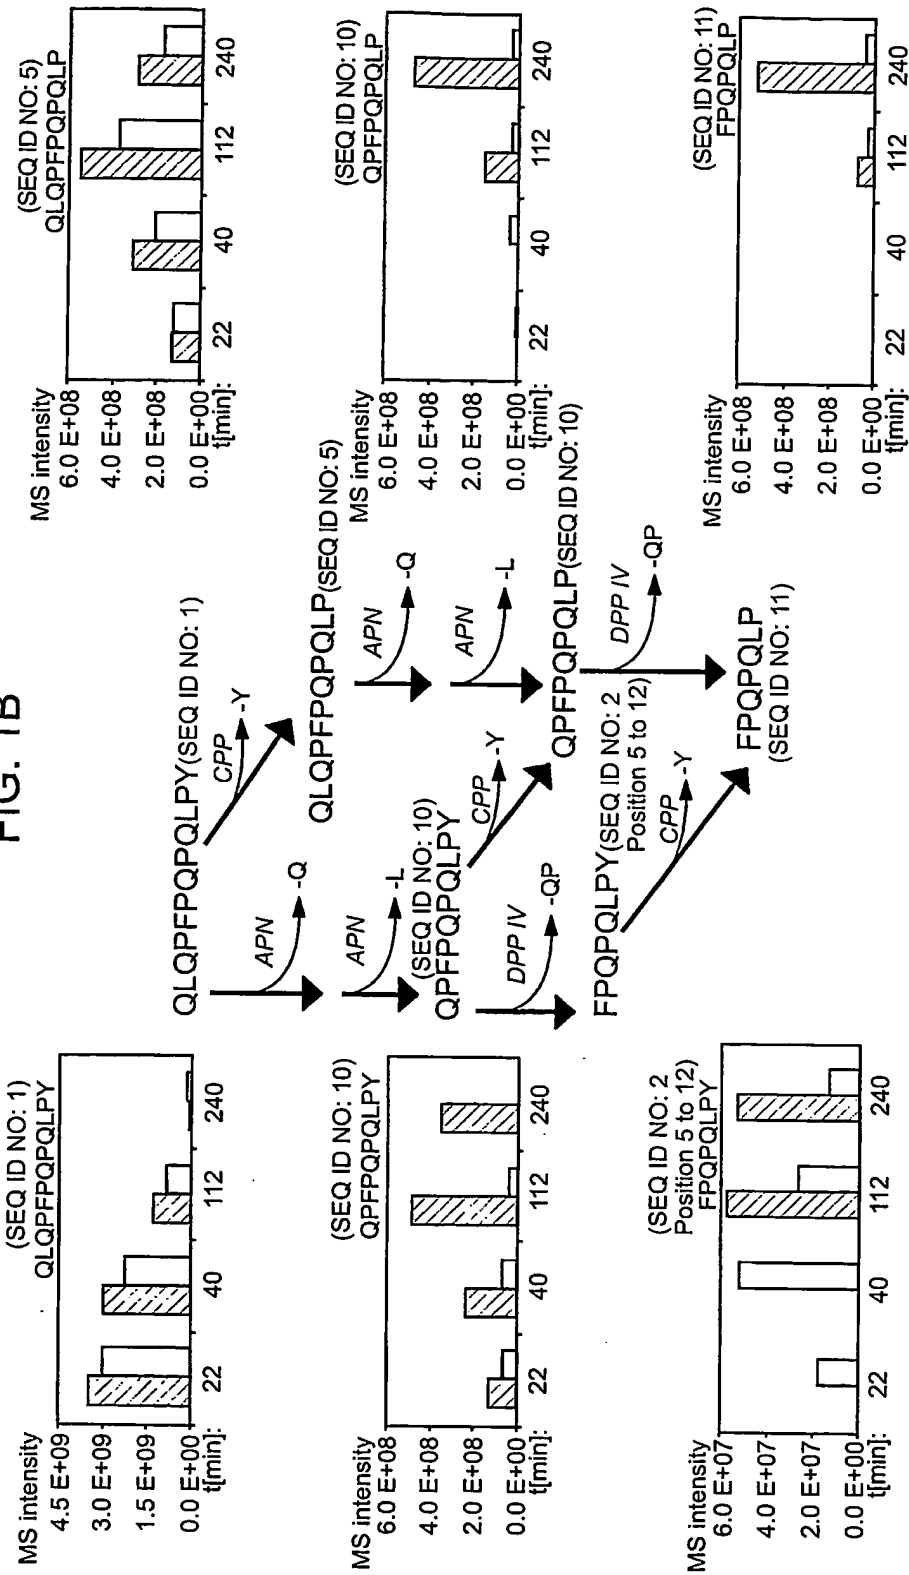 FIG. 1B
(SEQ ID NO: 1)
QLQPFPQPQLPY
MS intensity
4.5 E+09
3.0 E+09
1.5 E+09
0.0 E+00
t[min]:
22
40
112
240
(SEQ ID NO: 10)
QPFPQPQLPY
MS intensity
6.0 E+08
4.0 E+08
2.0 E+08
0.0 E+00
t[min]:
22
40
112
240
(SEQ ID NO: 2
Position 5 to 12)
FPQPQLPY
MS intensity
6.0 E+07
4.0 E+07
2.0 E+07
0.0 E+00
t[min]:
22
40
112
240
QLQPFPQPQLPY(SEQ ID NO: 1)
APN
-Q
CPP
-Y
APN
-L
QLQPFPQPQLP(SEQ ID NO: 5)
APN
-Q
APN
-L
(SEQ ID NO: 10)
QPFPQPQLPY
CPP
-Y
DPP IV
-QP
QPFPQPQLP(SEQ ID NO: 10)
DPP IV
-QP
FPQPQLPY(SEQ ID NO: 2
Position 5 to 12)
CPP
-Y
FPQPQLP
(SEQ ID NO: 11)
(SEQ ID NO: 5)
QLQPFPQPQLP
MS intensity
6.0 E+08
4.0 E+08
2.0 E+08
0.0 E+00
t[min]:
22
40
112
240
(SEQ ID NO: 10)
QPFPQPQLP
MS intensity
6.0 E+08
4.0 E+08
2.0 E+08
0.0 E+00
t[min]:
22
40
112
240
(SEQ ID NO: 11)
FPQPQLP
MS intensity
6.0 E+08
4.0 E+08
2.0 E+08
0.0 E+00
t[min]:
22
40
112
240